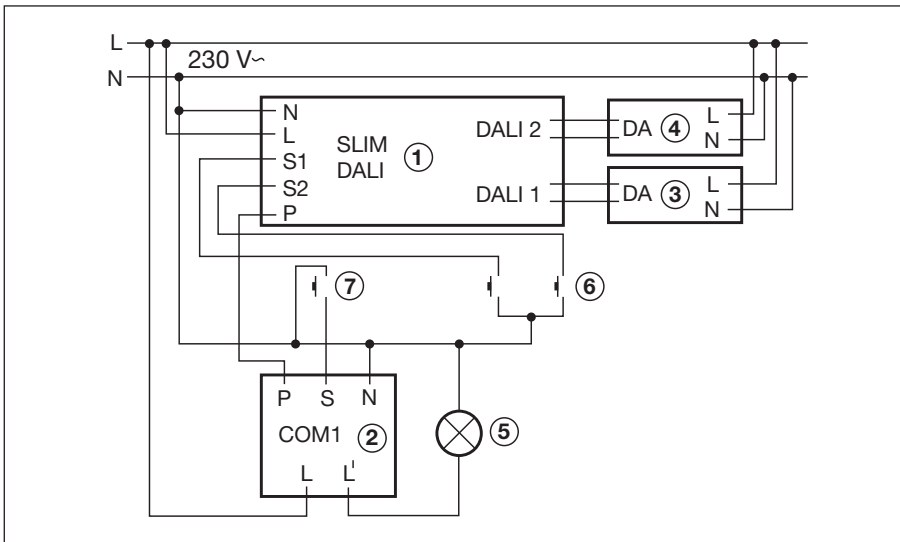 L
230 V~
N
N
L
S1
S2
P
SLIM
DALI
1
DALI 2
DALI 1
DA 4
L
N
DA 3
L
N
7
6
P S N
COM1 2
L L'
5